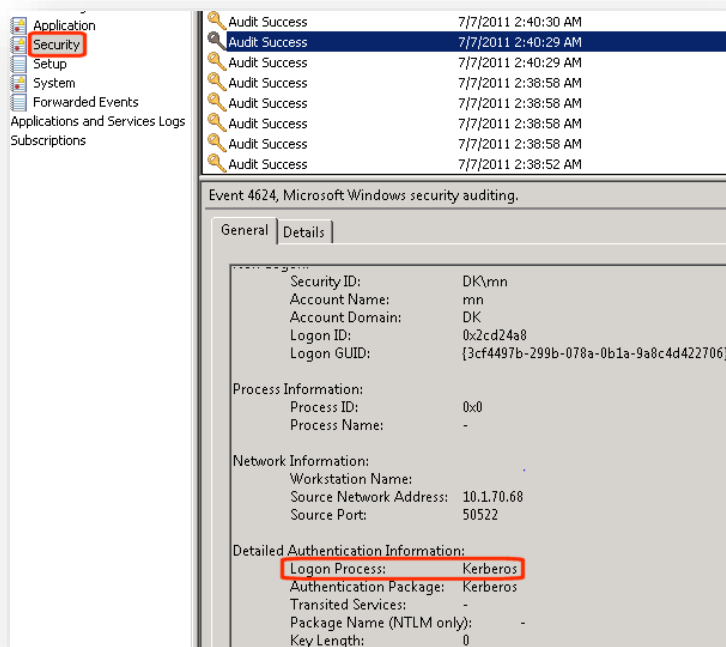 Application
Security
Setup
System
Forwarded Events
Applications and Services Logs
Subscriptions
Audit Success 7/7/2011 2:40:30 AM
Audit Success 7/7/2011 2:40:29 AM
Audit Success 7/7/2011 2:40:29 AM
Audit Success 7/7/2011 2:38:58 AM
Audit Success 7/7/2011 2:38:58 AM
Audit Success 7/7/2011 2:38:58 AM
Audit Success 7/7/2011 2:38:58 AM
Audit Success 7/7/2011 2:38:52 AM
Event 4624, Microsoft Windows security auditing.
General Details
Security ID: DK\mn
Account Name: mn
Account Domain: DK
Logon ID: 0x2cd24a8
Logon GUID: {3cf4497b-299b-078a-0b1a-9a8c4d422706}
Process Information:
Process ID: 0x0
Process Name: -
Network Information:
Workstation Name:
Source Network Address: 10.1.70.68
Source Port: 50522
Detailed Authentication Information:
Logon Process: Kerberos
Authentication Package: Kerberos
Transited Services: -
Package Name (NTLM only): -
Key Length: 0